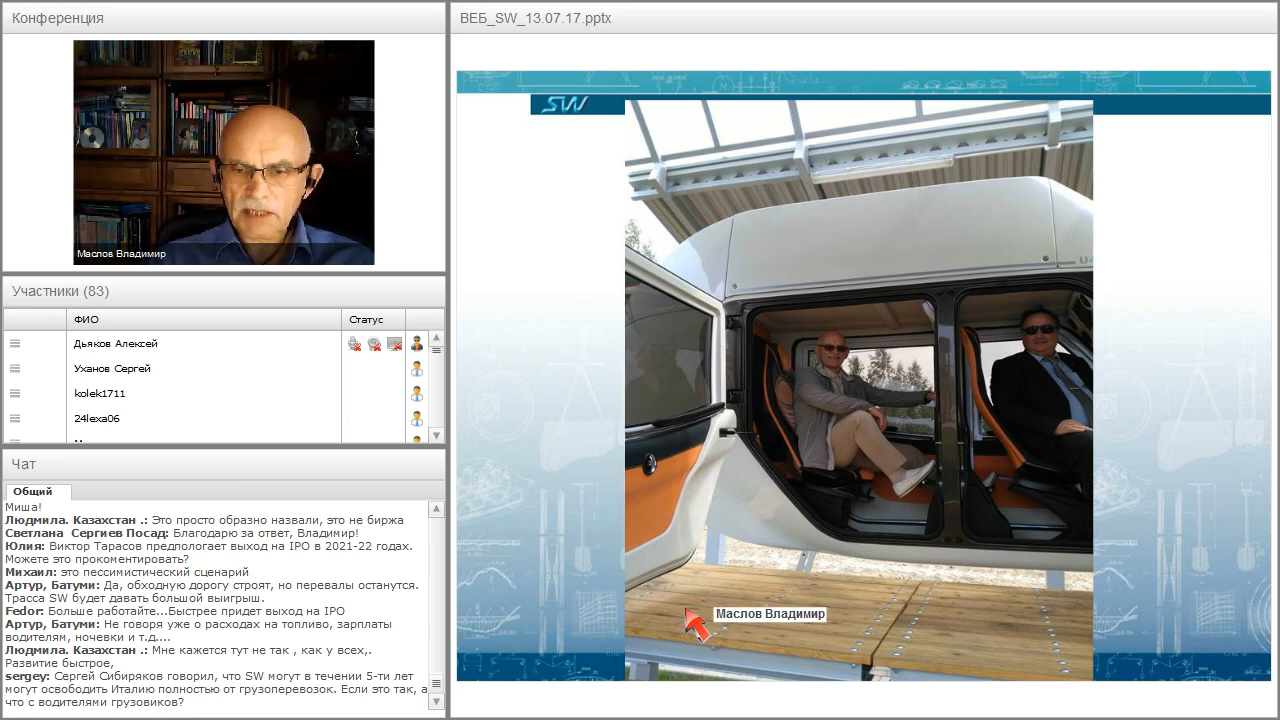 Конференция
ВЕБ_SW_13.07.17.pptx
SW
Маслов Владимир
Участники (83)
ФИО
Статус
Дьяков Алексей
Уханов Сергей
kolek1711
24lexa06
Чат
Общий
Миша!
Людмила. Казахстан .: Это просто образно назвали, это не биржа
Светлана Сергиев Посад: Благодарю за ответ, Владимир!
Юлия: Виктор Тарасов предпологает выход на IPO в 2021-22 годах.
Можете это прокоментировать?
Михаил: это пессимистический сценарий
Артур, Батуми: Да, обходную дорогу строят, но перевалы останутся.
Трасса SW будет давать большой выигрыш.
Fedor: Больше работайте...Быстрее придет выход на IPO
Артур, Батуми: Не говоря уже о расходах на топливо, зарплаты
водителям, ночевки и т.д....
Людмила. Казахстан .: Мне кажется тут не так , как у всех,.
Развитие быстрое,
sergey: Сергей Сибиряков говорил, что SW могут в течении 5-ти лет
могут освободить Италию полностью от грузоперевозок. Если это так, а
что с водителями грузовиков?
Маслов Владимир